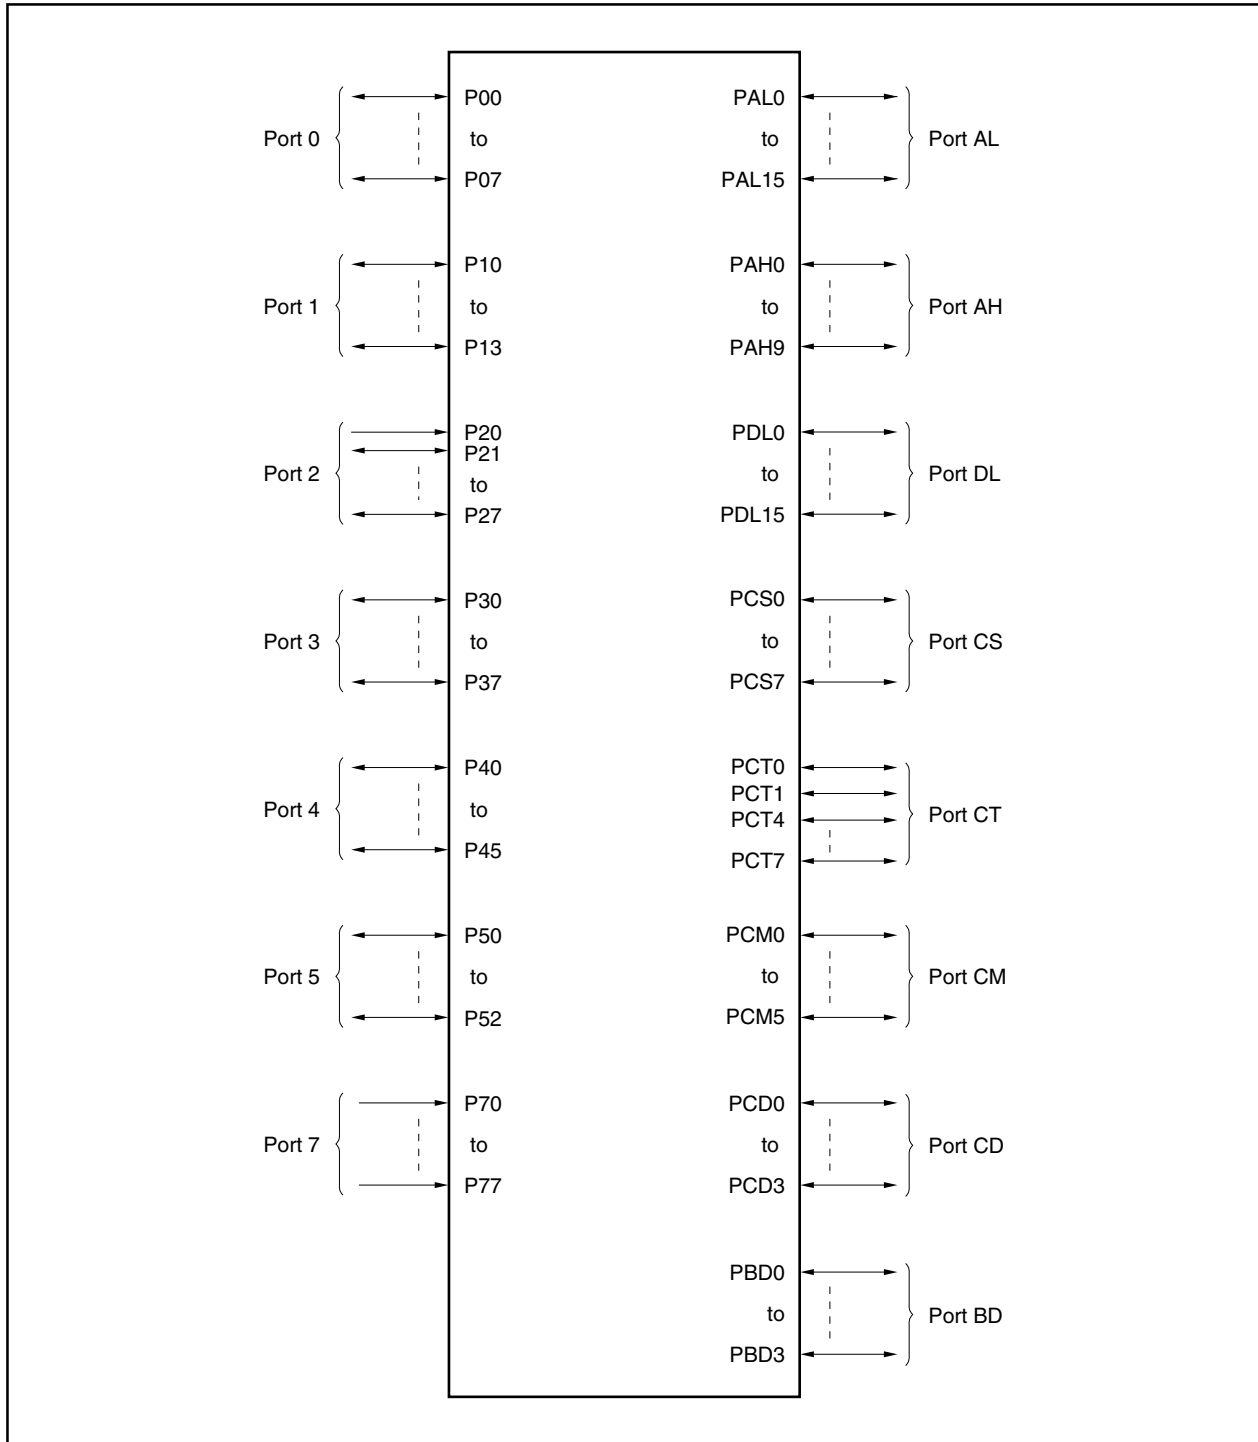 Port 0
P00
to
P07
Port 1
P10
to
P13
Port 2
P20
P21
to
P27
Port 3
P30
to
P37
Port 4
P40
to
P45
Port 5
P50
to
P52
Port 7
P70
to
P77
PAL0
to
PAL15
Port AL
PAH0
to
PAH9
Port AH
PDL0
to
PDL15
Port DL
PCS0
to
PCS7
Port CS
PCT0
PCT1
PCT4
PCT7
Port CT
PCM0
to
PCM5
Port CM
PCD0
to
PCD3
Port CD
PBD0
to
PBD3
Port BD